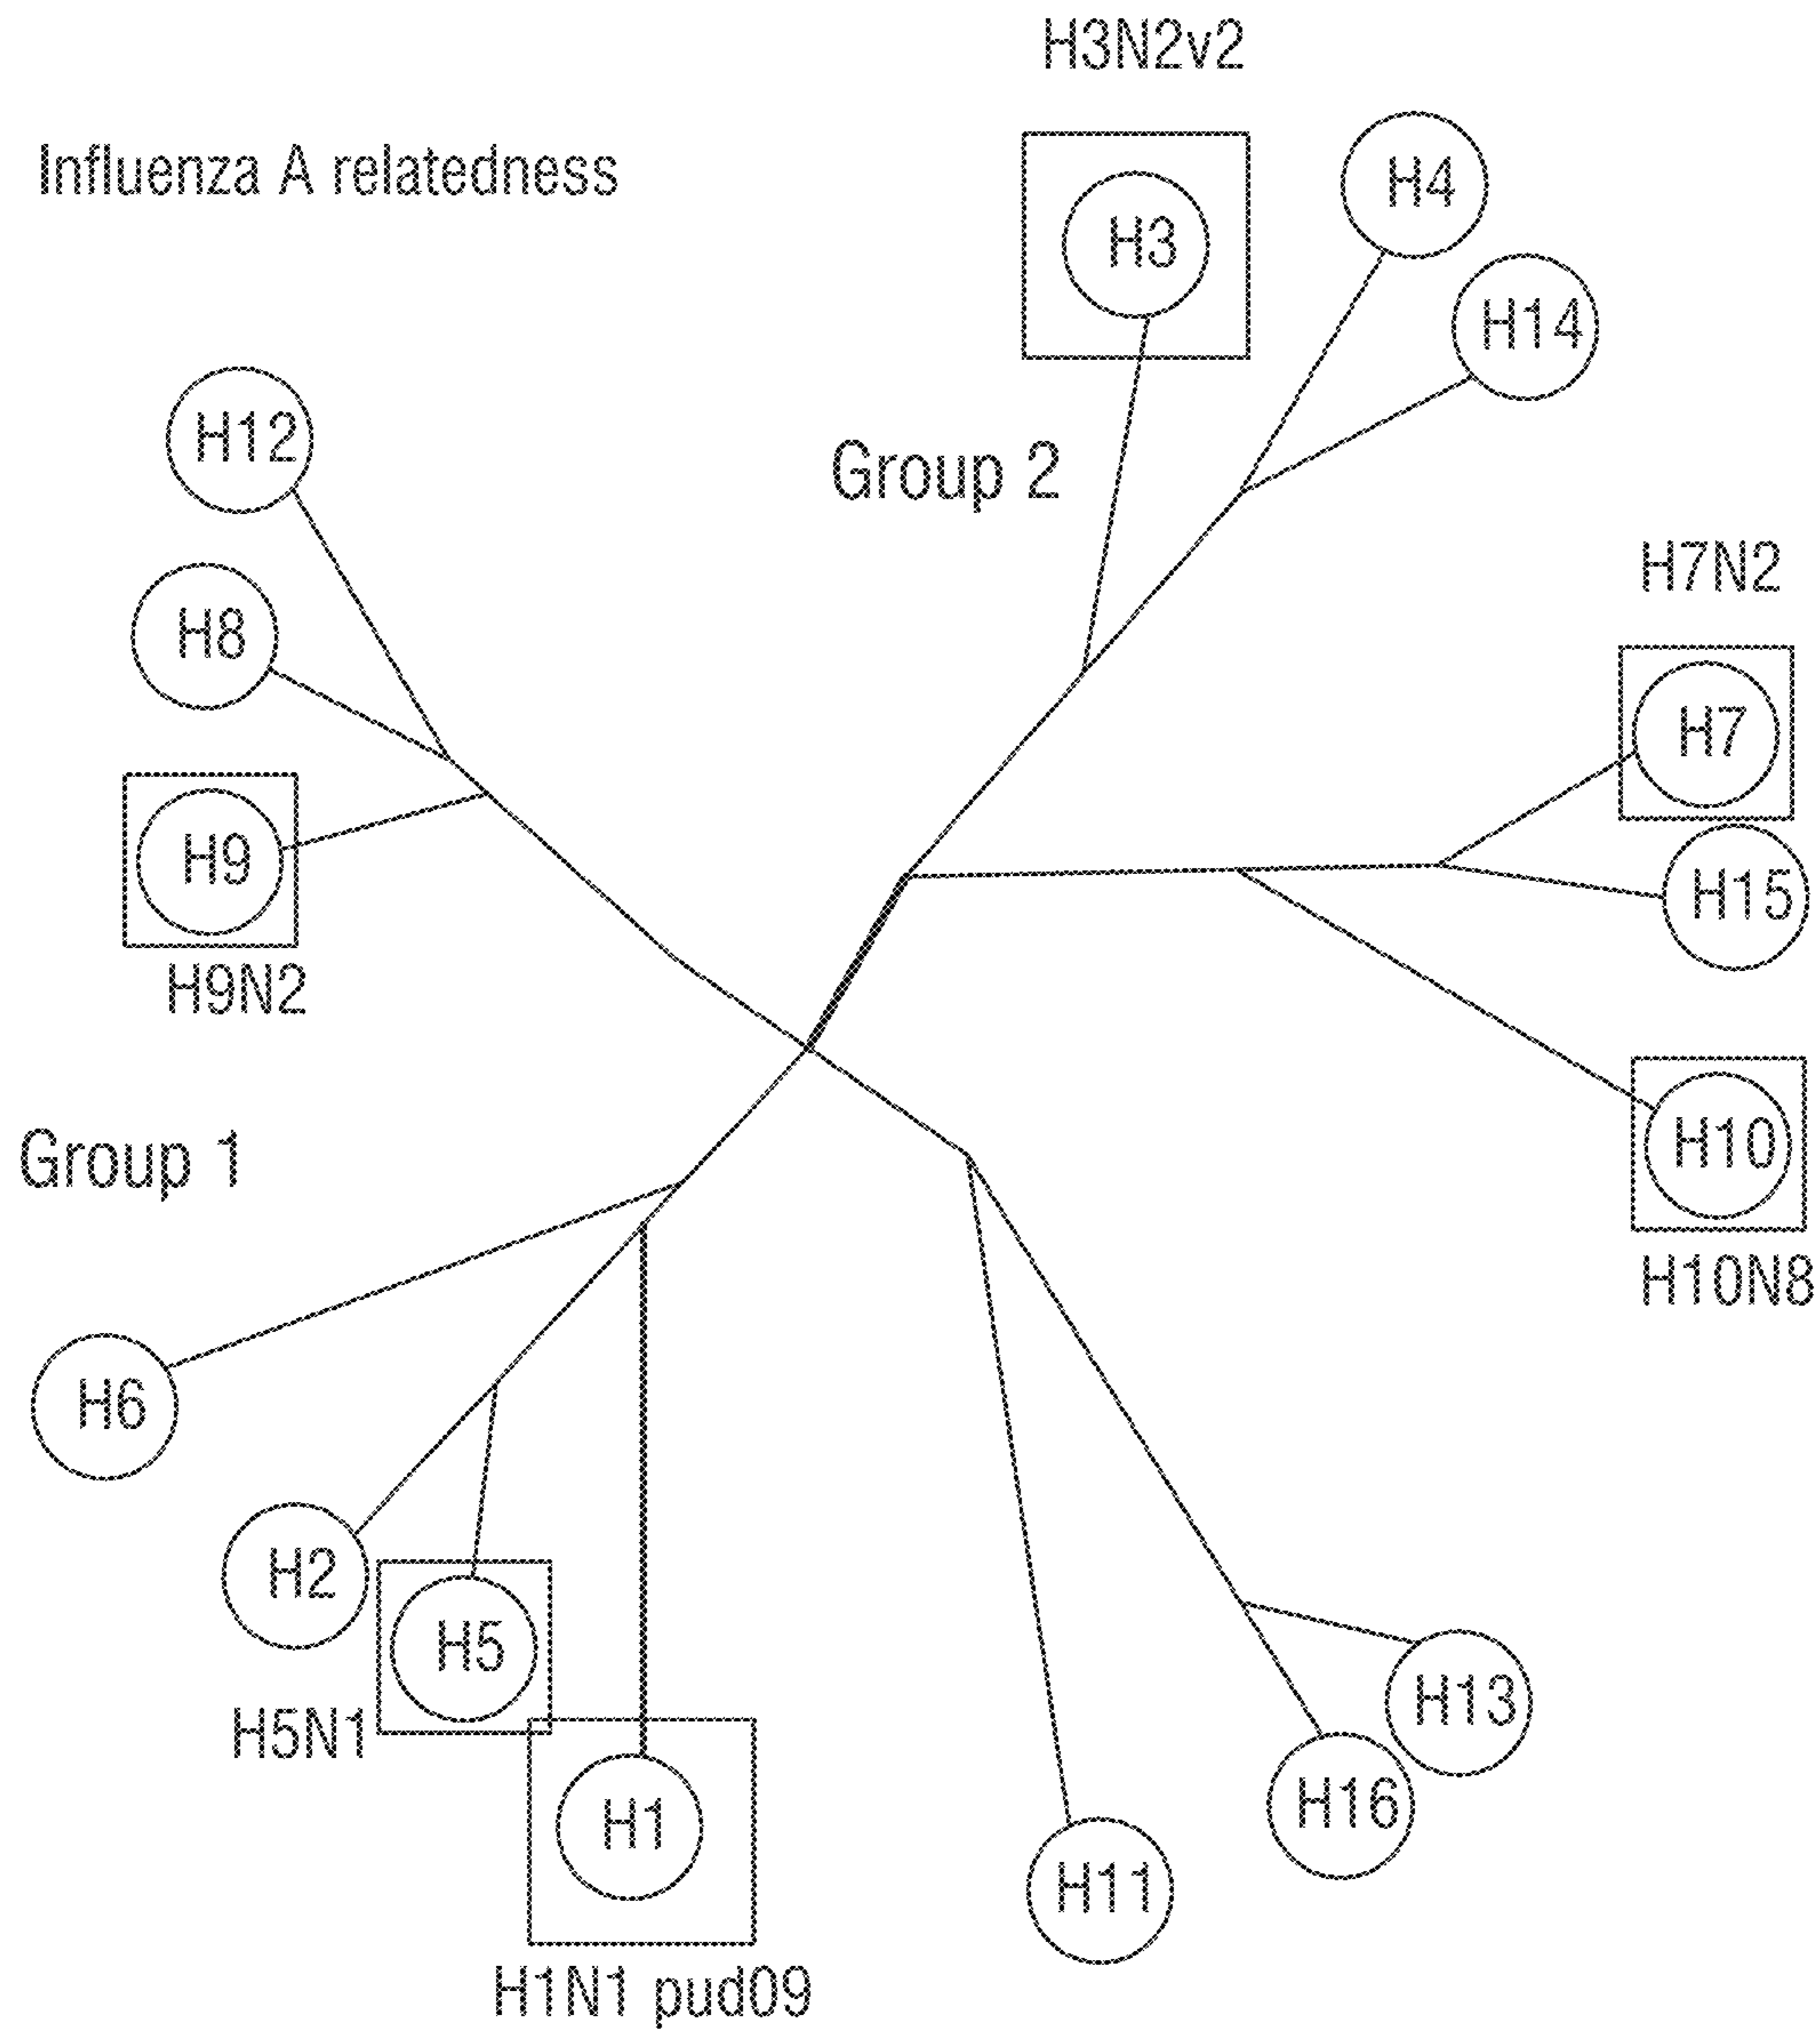 H3N2v2
Influenza A relatedness
H4
H3
H14
H12
Group 2
H7N2
H8
H7
H9
H15
H9N2
Group 1
H10
H10N8
H6
H2
H5
H13
H5N1
H16
H1
H11
H1N1 pud09